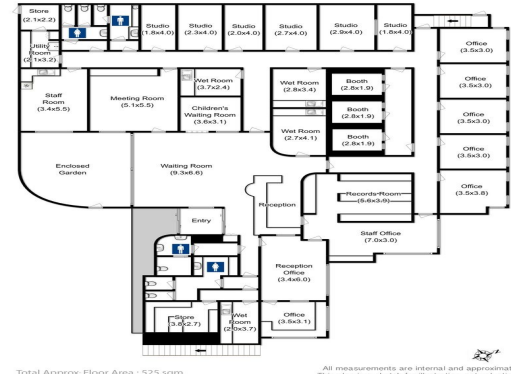 Store
(2.1x2.2)
Studio
(1.8x4.0)
Studio
(2.3x4.0)
Studio
(2.0x4.0)
Studio
(2.7x4.0)
Studio
(2.9x4.0)
Studio
(1.8x4.0)
Utility
Room
(2.1x3.2)
Office
(3.5x3.0)
Office
(3.5x3.0)
Office
(3.5x3.0)
Office
(3.5x3.0)
Office
(3.5x3.8)
Staff
Room
(3.4x5.5)
Meeting Room
(5.1x5.5)
Wet Room
(3.7x2.4)
Children's
Waiting Room
(3.6x3.1)
Wet Room
(2.8x3.4)
Wet Room
(2.7x4.1)
Booth
(2.8x1.9)
Booth
(2.8x1.9)
Booth
(2.8x1.9)
Enclosed
Garden
Waiting Room
(9.3x6.6)
Reception
Records Room
(5.6x3.9)
Staff Office
(7.0x3.0)
Entry
Reception
Office
(3.4x6.0)
Store
(3.8x2.7)
Wet
Room
(2.0x3.7)
Office
(3.5x3.1)
Total Approx. Floor Area : 525 sqm
All measurements are internal and approximat